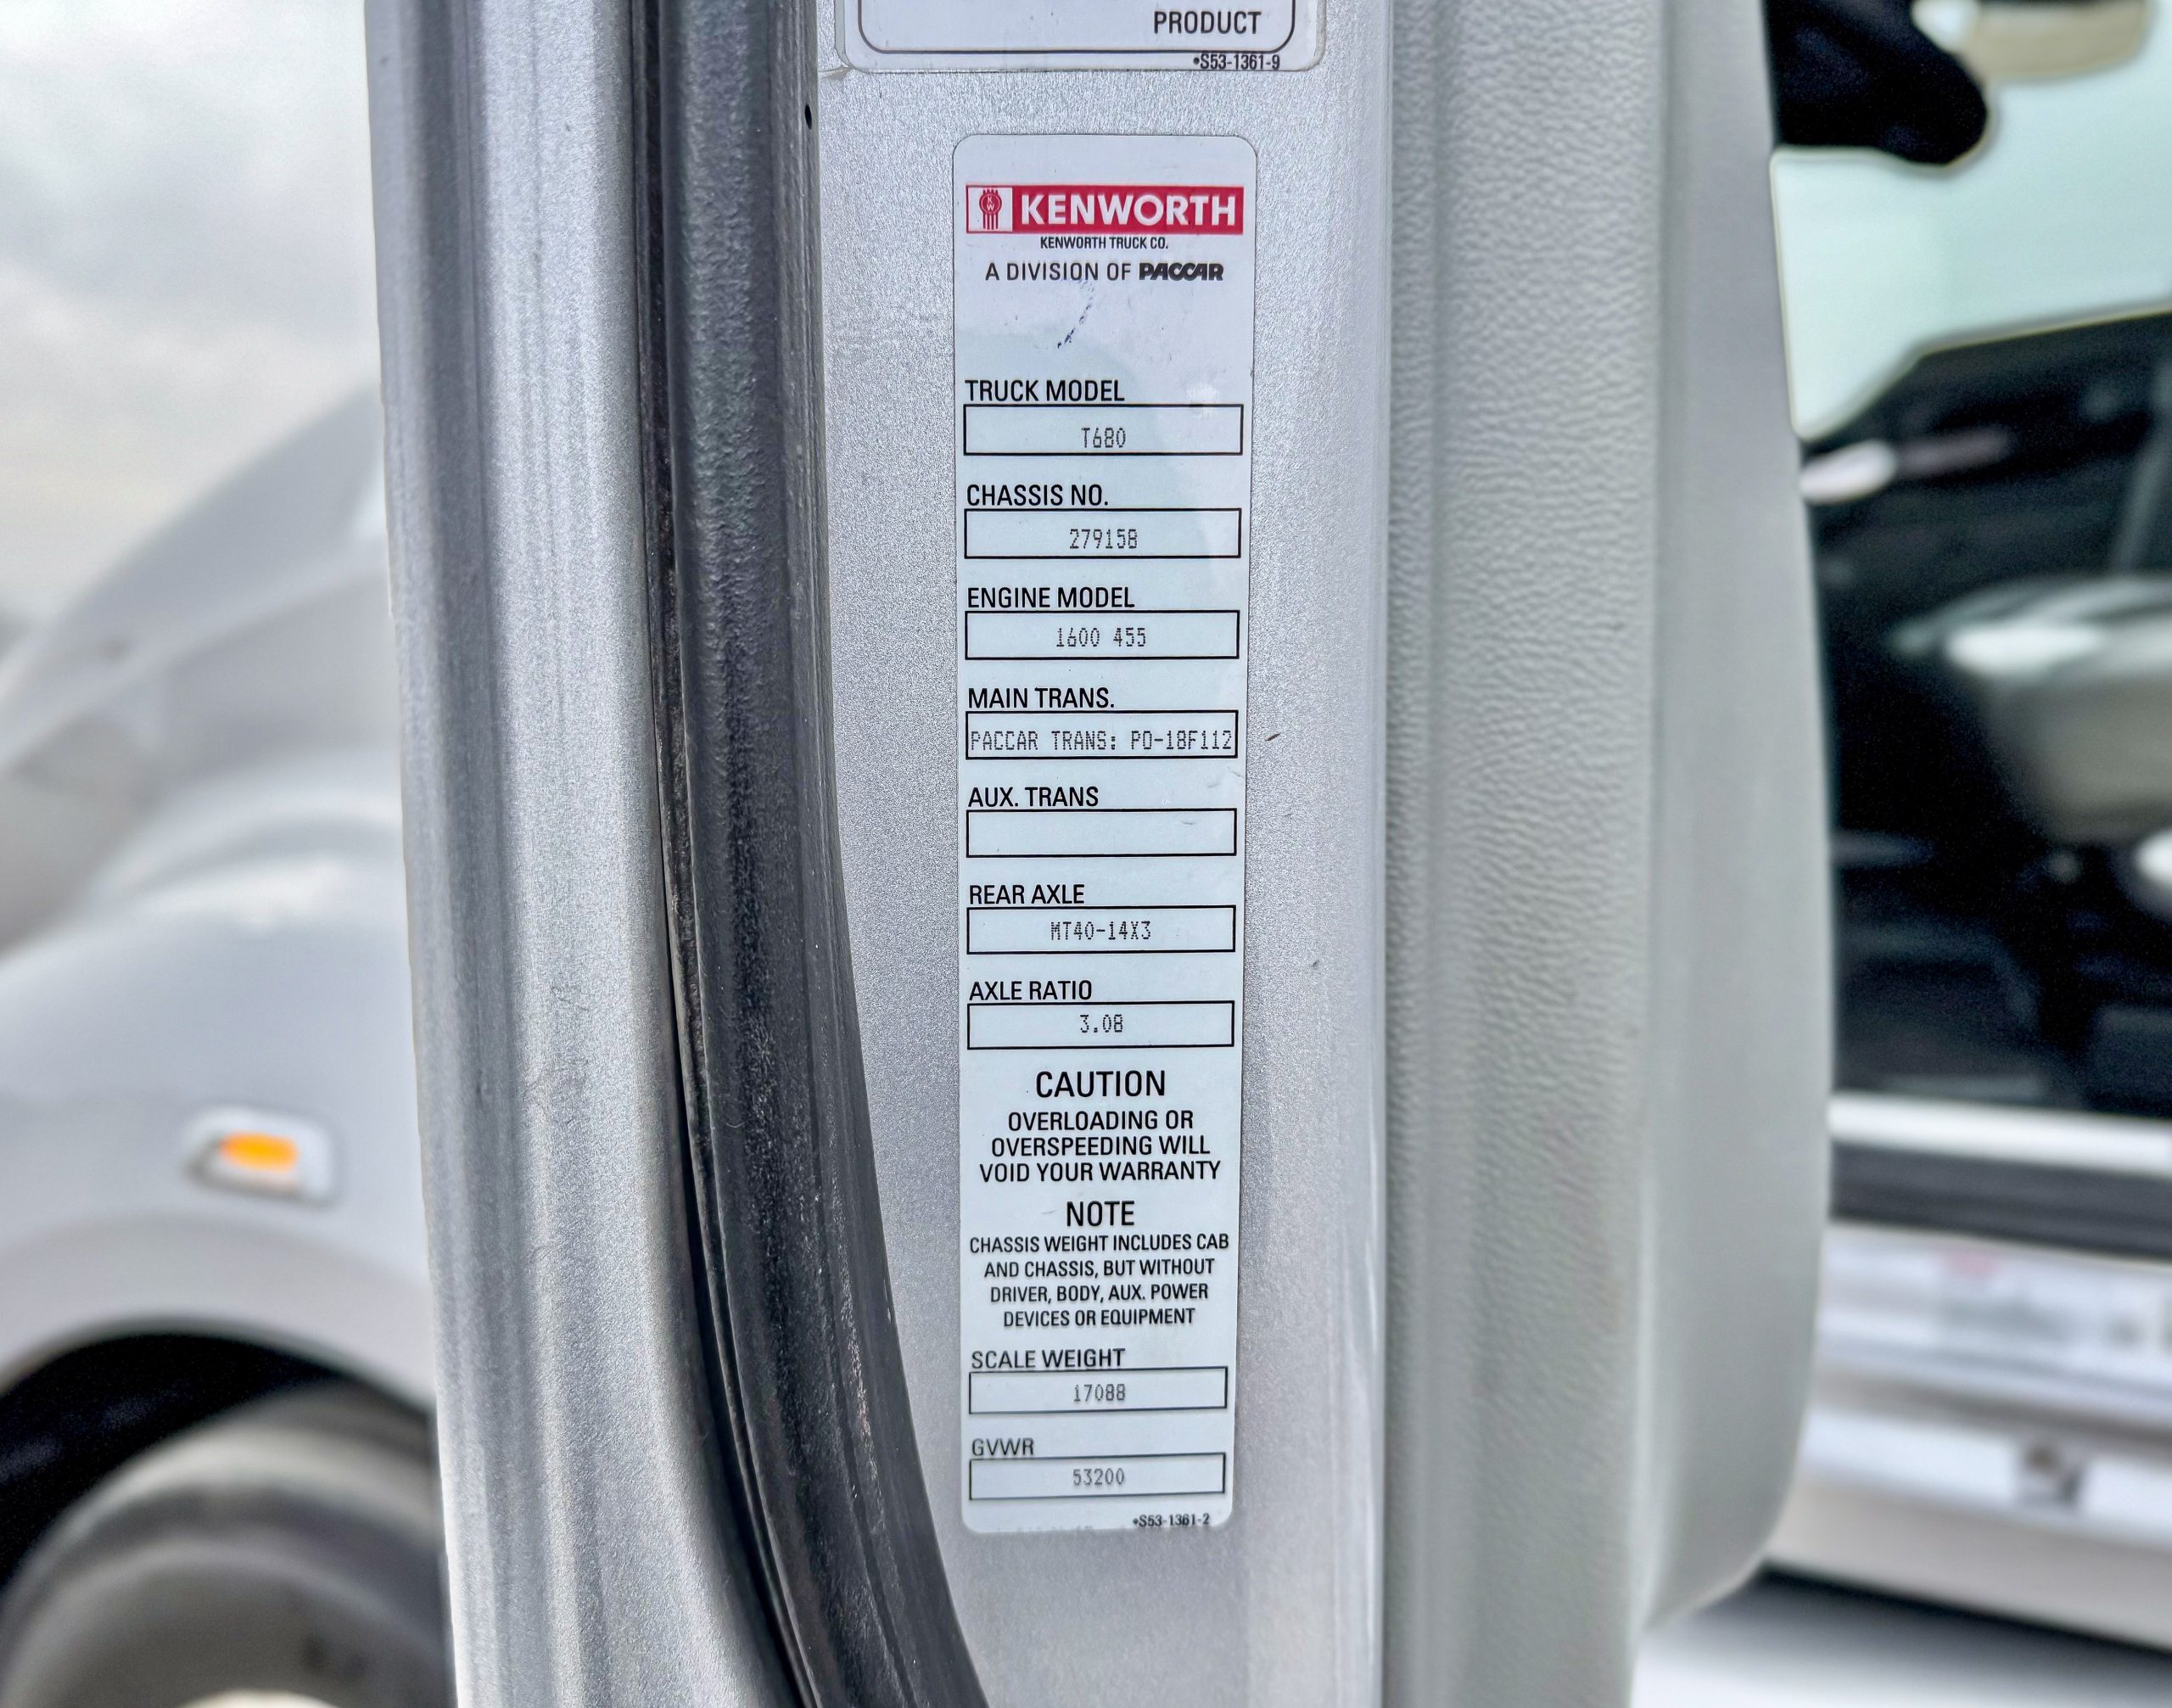 PRODUCT
•S53-1361-9
KENWORTH
KENWORTH TRUCK CO.
A DIVISION OF PACCAR
TRUCK MODEL
T680
CHASSIS NO.
279158
ENGINE MODEL
1600 455
MAIN TRANS.
PACCAR TRANS: PO-18F112
AUX. TRANS
REAR AXLE
MT40-14X3
AXLE RATIO
3.08
CAUTION
OVERLOADING OR
OVERSPEEDING WILL
VOID YOUR WARRANTY
NOTE
CHASSIS WEIGHT INCLUDES CAB
AND CHASSIS, BUT WITHOUT
DRIVER, BODY, AUX. POWER
DEVICES OR EQUIPMENT
SCALE WEIGHT
17088
GVWR
53200
•S53-1361-2